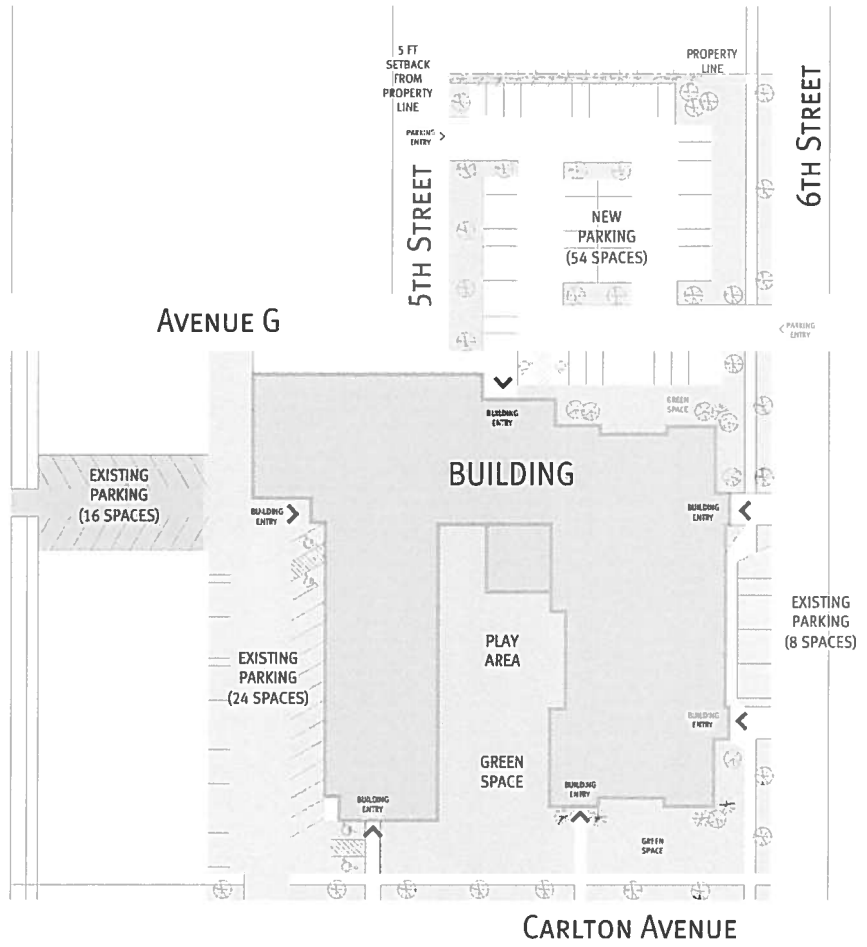 5 FT
SETBACK
FROM
PROPERTY
LINE
PROPERTY
LINE
PARKING
ENTRY
5TH STREET
6TH STREET
NEW
PARKING
(54 SPACES)
AVENUE G
PARKING
ENTRY
BUILDING
ENTRY
GREEN
SPACE
BUILDING
EXISTING
PARKING
(16 SPACES)
BUILDING
ENTRY
BUILDING
ENTRY
EXISTING
PARKING
(8 SPACES)
PLAY
AREA
EXISTING
PARKING
(24 SPACES)
BUILDING
ENTRY
GREEN
SPACE
BUILDING
ENTRY
BUILDING
ENTRY
GREEN
SPACE
CARLTON AVENUE